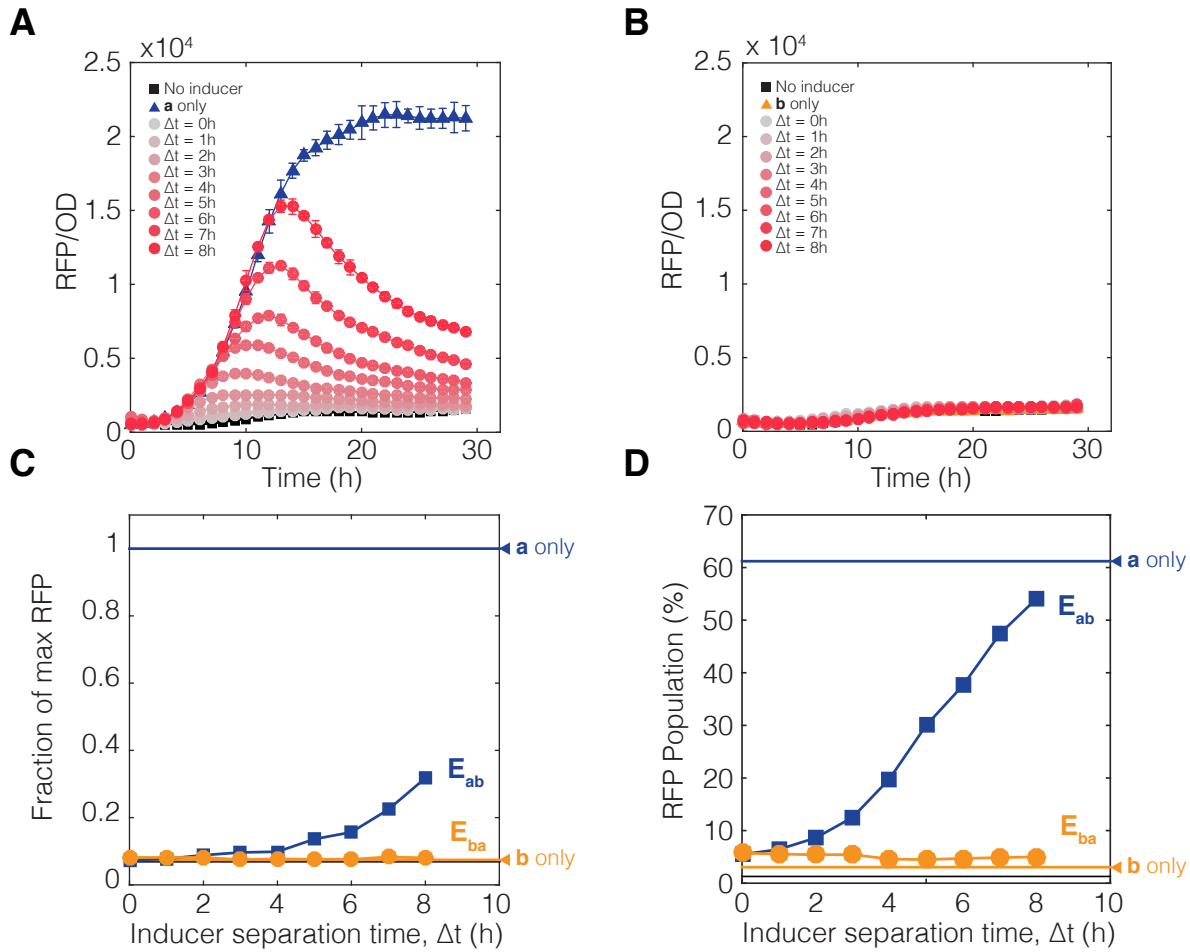 A
x10⁴
2.5
2
1.5
1
0.5
0
RFP/OD
No inducer
a only
Δt = 0h
Δt = 1h
Δt = 2h
Δt = 3h
Δt = 4h
Δt = 5h
Δt = 6h
Δt = 7h
Δt = 8h
0 10 20 30
Time (h)
B
x10⁴
2.5
2
1.5
1
0.5
0
RFP/OD
No inducer
b only
Δt = 0h
Δt = 1h
Δt = 2h
Δt = 3h
Δt = 4h
Δt = 5h
Δt = 6h
Δt = 7h
Δt = 8h
0 10 20 30
Time (h)
C
1
0.8
0.6
0.4
0.2
0
Fraction of max RFP
a only
E_ab
E_ba
b only
0 2 4 6 8 10
Inducer separation time, Δt (h)
D
70
60
50
40
30
20
10
0
RFP Population (%)
a only
E_ab
E_ba
b only
0 2 4 6 8 10
Inducer separation time, Δt (h)